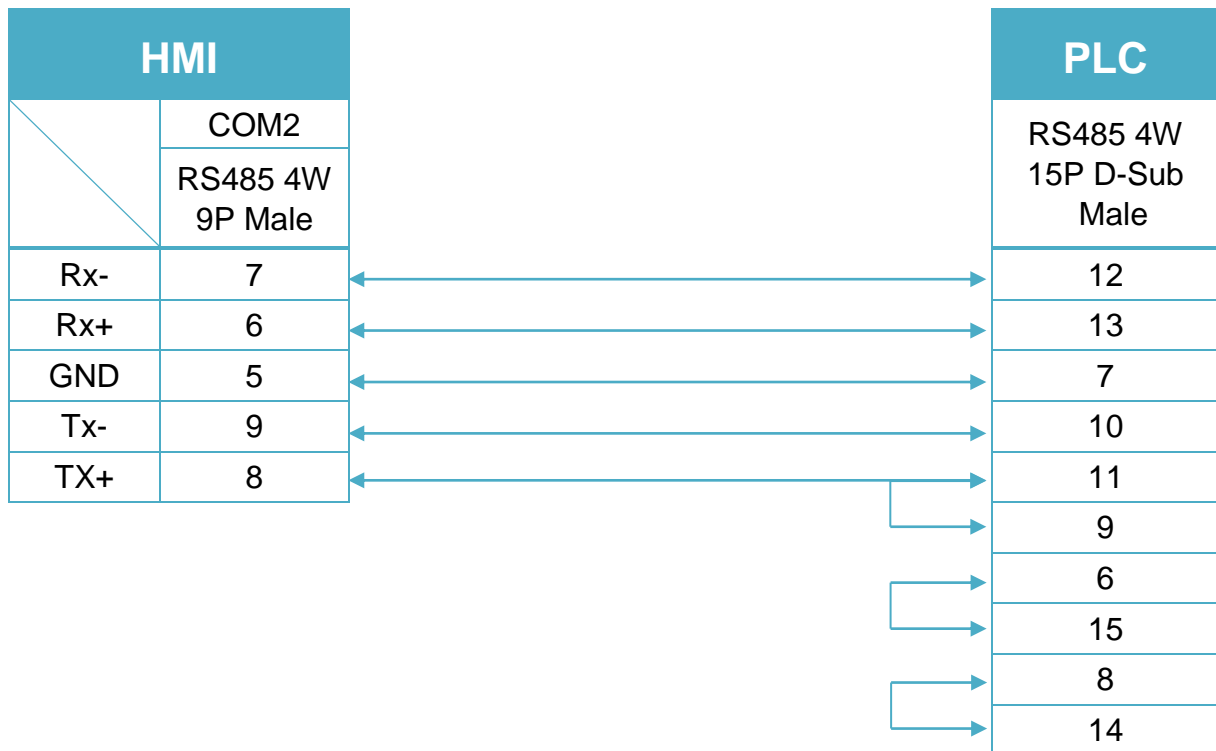 HMI
PLC
COM2
RS485 4W
9P Male
RS485 4W
15P D-Sub
Male
Rx- 7 12
Rx+ 6 13
GND 5 7
Tx- 9 10
TX+ 8 11
9
6
15
8
14